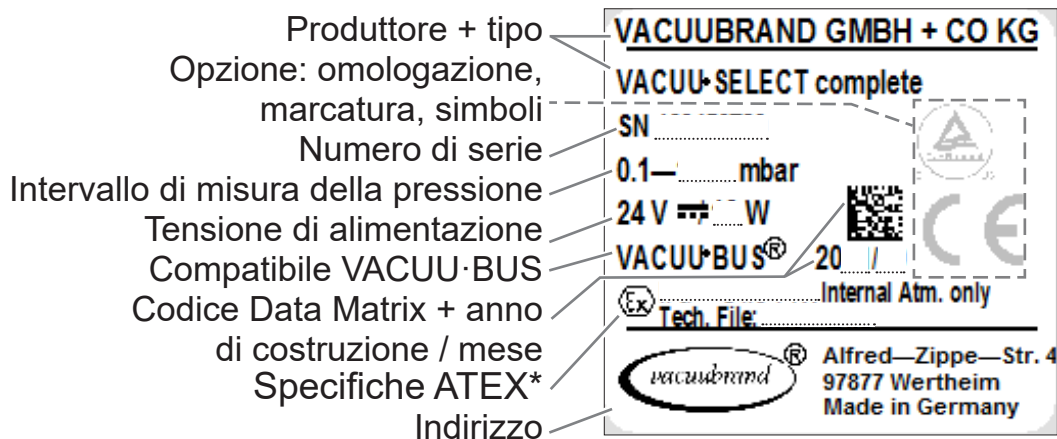 Produttore + tipo
Opzione: omologazione,
marcatura, simboli
Numero di serie
Intervallo di misura della pressione
Tensione di alimentazione
Compatibile VACUU·BUS
Codice Data Matrix + anno
di costruzione / mese
Specifiche ATEX*
Indirizzo
VACUUBRAND GMBH + CO KG
VACUU•SELECT complete
SN
0.1— mbar
24 V W
VACUU•BUS® 20 /
Ex
Internal Atm. only
Tech. File:
CE
vacuubrand ®
Alfred—Zippe—Str. 4
97877 Wertheim
Made in Germany